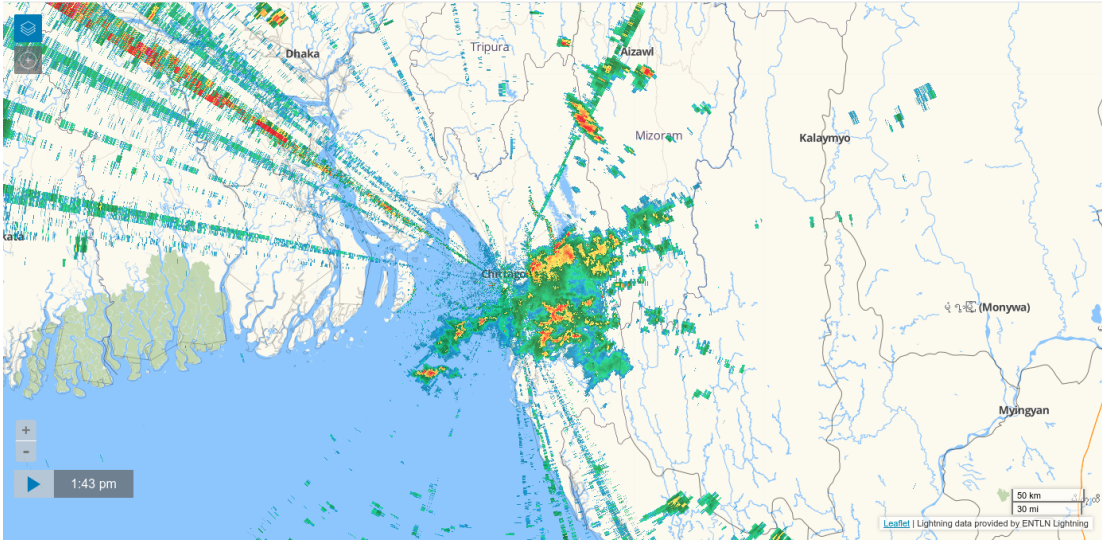 Dhaka
Tripura
Aizawl
Mizoram
Kalaymyo
kata
Chittago
(Monywa)
Myingyan
+
-
1:43 pm
50 km
30 mi
Leaflet | Lightning data provided by ENTLN Lightning